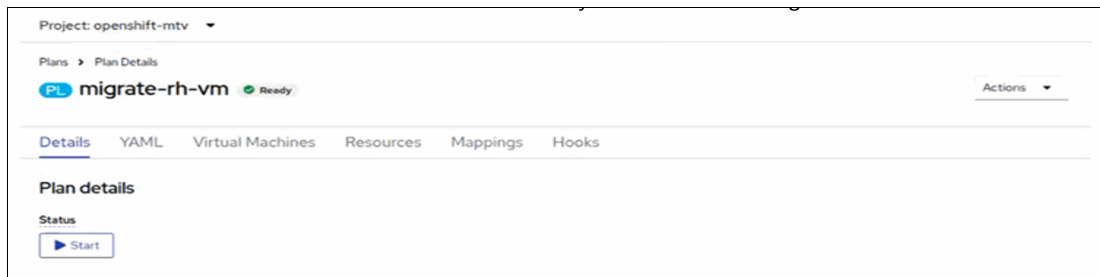 Project: openshift-mtv
Plans > Plan Details
PL migrate-rh-vm Ready
Actions
Details YAML Virtual Machines Resources Mappings Hooks
Plan details
Status
Start